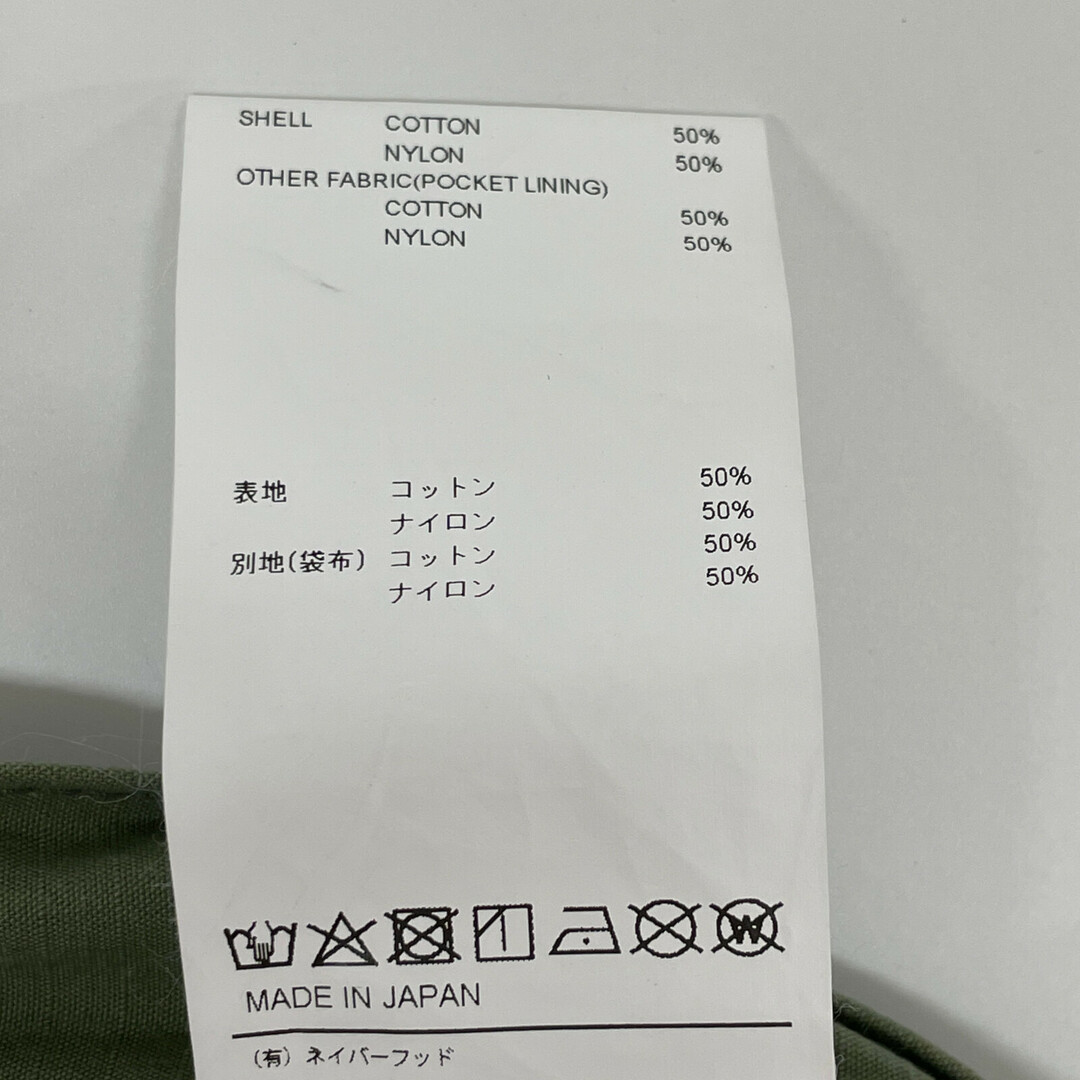 SHELL COTTON 50%
NYLON 50%
OTHER FABRIC(POCKET LINING)
COTTON 50%
NYLON 50%
表地 コットン 50%
ナイロン 50%
別地(袋布) コットン 50%
ナイロン 50%
W
MADE IN JAPAN
(有) ネイバーフッド